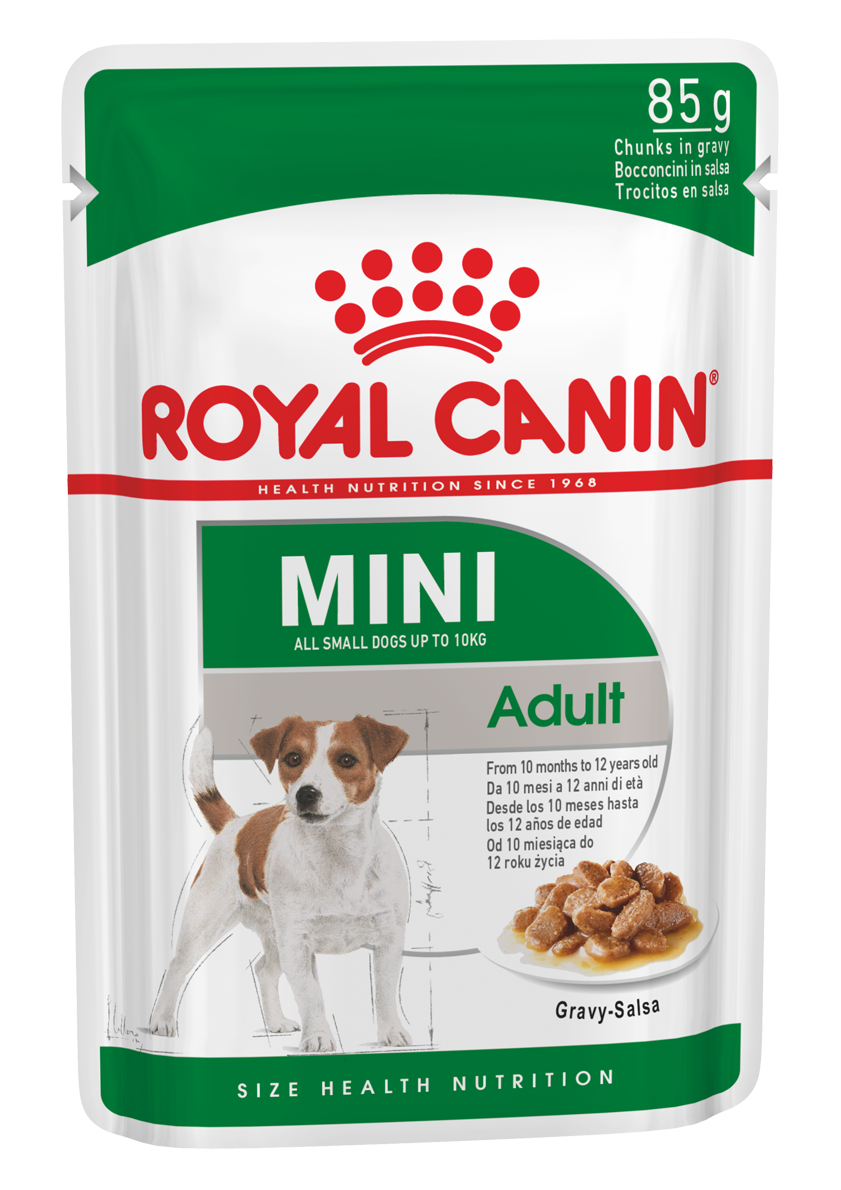 85 g
Chunks in gravy
Bocconcini in salsa
Trocitos en salsa
ROYAL CANIN®
HEALTH NUTRITION SINCE 1968
MINI
ALL SMALL DOGS UP TO 10KG
Adult
From 10 months to 12 years old
Da 10 mesi a 12 anni di età
Desde los 10 meses hasta
los 12 años de edad
Od 10 miesiąca do
12 roku życia
Gravy-Salsa
SIZE HEALTH NUTRITION